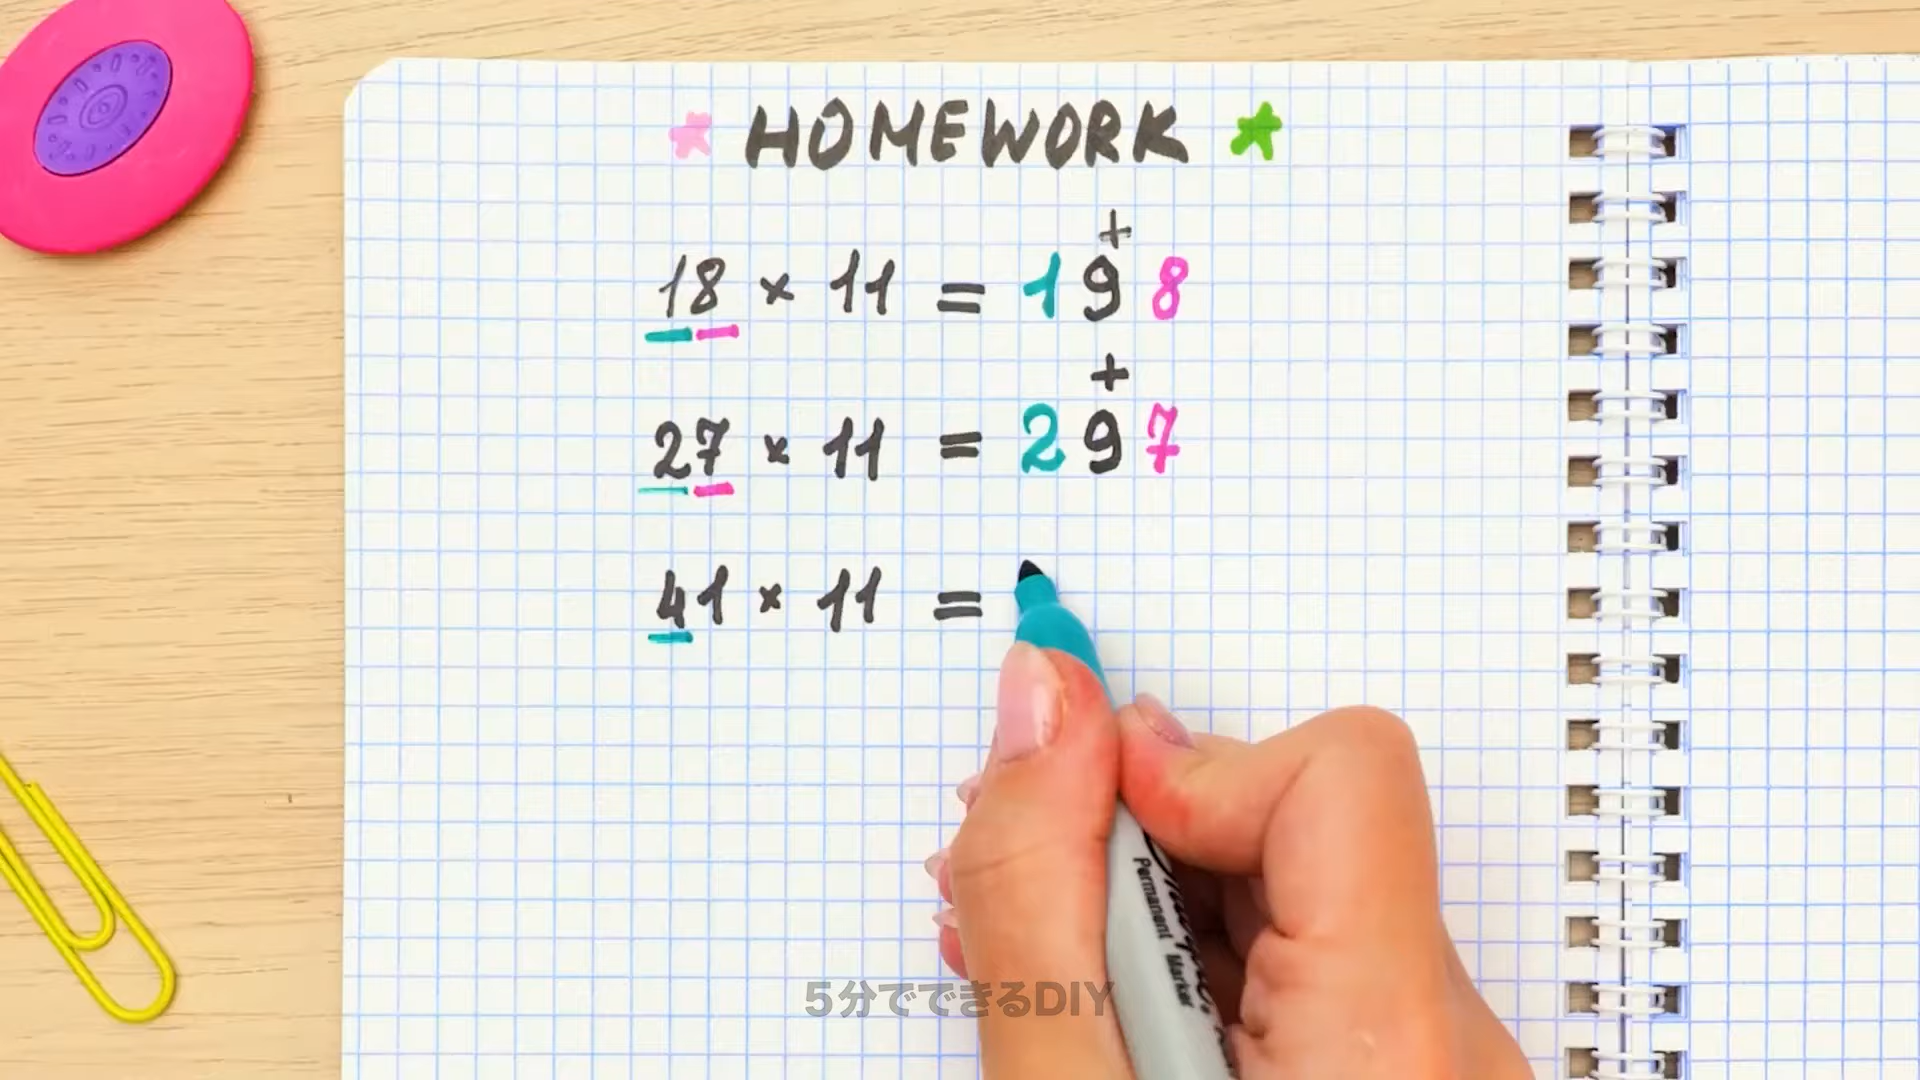 HOMEWORK
+
18 × 11 = 198
+
27 × 11 = 297
41 × 11 =
Permanent Marker
5分でできるDIY